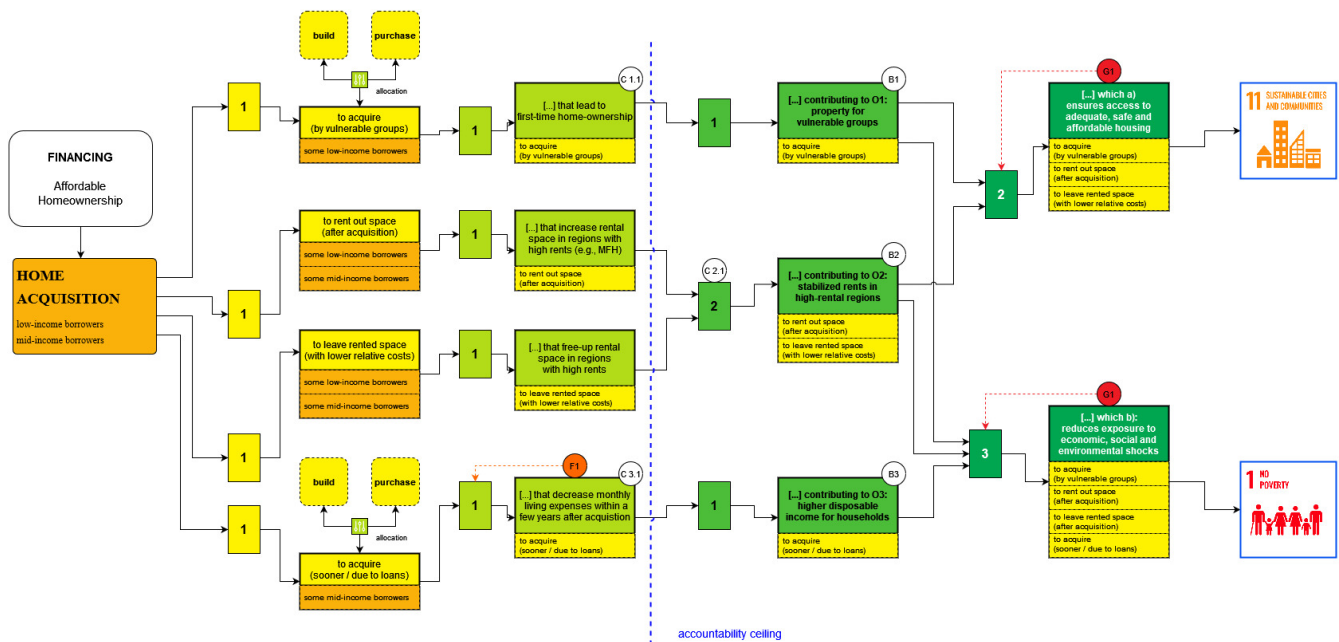 FINANCING
Affordable
Homeownership
HOME
ACQUISITION
low-income borrowers
mid-income borrowers
1
1
1
1
build
purchase
allocation
to acquire
(by vulnerable groups)
some low-income borrowers
to rent out space
(after acquisition)
some low-income borrowers
some mid-income borrowers
to leave rented space
(with lower relative costs)
some low-income borrowers
some mid-income borrowers
build
purchase
allocation
to acquire
(sooner / due to loans)
some mid-income borrowers
1
1
1
1
F1
C 1.1
[...] that lead to
first-time home-ownership
to acquire
(by vulnerable groups)
[...] that increase rental
space in regions with
high rents (e.g., MFH)
to rent out space
(after acquisition)
[...] that free-up rental
space in regions
with high rents
to leave rented space
(with lower relative costs)
C 3.1
[...] that decrease monthly
living expenses within a
few years after acquistion
to acquire
(sooner / due to loans)
accountability ceiling
1
C 2.1
2
1
B1
[...] contributing to O1:
property for
vulnerable groups
to acquire
(by vulnerable groups)
B2
[...] contributing to O2:
stabilized rents in
high-rental regions
to rent out space
(after acquisition)
to leave rented space
(with lower relative costs)
B3
[...] contributing to O3:
higher disposable
income for households
to acquire
(sooner / due to loans)
2
3
G1
[...] which a)
ensures access to
adequate, safe and
affordable housing
to acquire
(by vulnerable groups)
to rent out space
(after acquisition)
to leave rented space
(with lower relative costs)
G1
[...] which b):
reduces exposure to
economic, social and
environmental shocks
to acquire
(by vulnerable groups)
to rent out space
(after acquisition)
to leave rented space
(after acquisition)
to acquire
(sooner / due to loans)
11 SUSTAINABLE CITIES
AND COMMUNITIES
1 NO
POVERTY